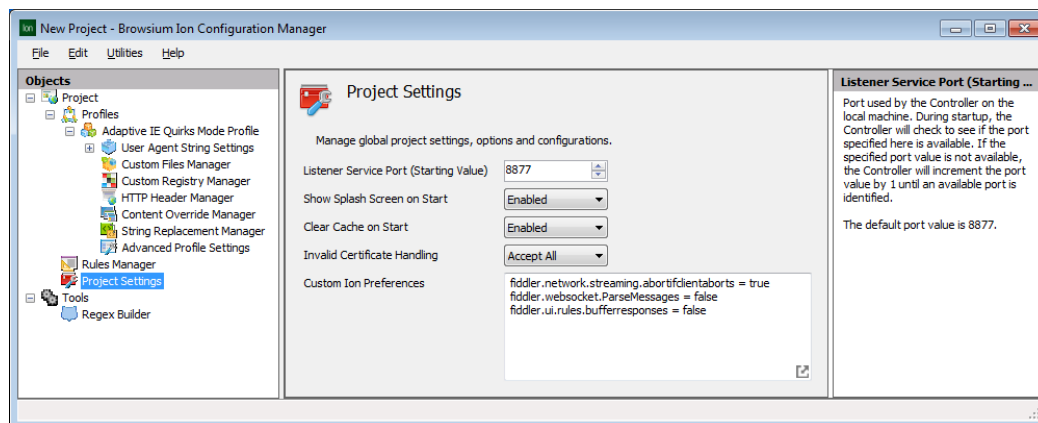 Ion New Project - Browsium Ion Configuration Manager
File Edit Utilities Help
Objects
Project
Profiles
Adaptive IE Quirks Mode Profile
User Agent String Settings
Custom Files Manager
Custom Registry Manager
HTTP Header Manager
Content Override Manager
String Replacement Manager
Advanced Profile Settings
Rules Manager
Project Settings
Tools
Regex Builder
Project Settings
Manage global project settings, options and configurations.
Listener Service Port (Starting Value) 8877
Show Splash Screen on Start Enabled
Clear Cache on Start Enabled
Invalid Certificate Handling Accept All
Custom Ion Preferences
fiddler.network.streaming.abortifclientaborts = true
fiddler.websocket.ParseMessages = false
fiddler.ui.rules.bufferresponses = false
Listener Service Port (Starting ...
Port used by the Controller on the
local machine. During startup, the
Controller will check to see if the port
specified here is available. If the
specified port value is not available,
the Controller will increment the port
value by 1 until an available port is
identified.
The default port value is 8877.